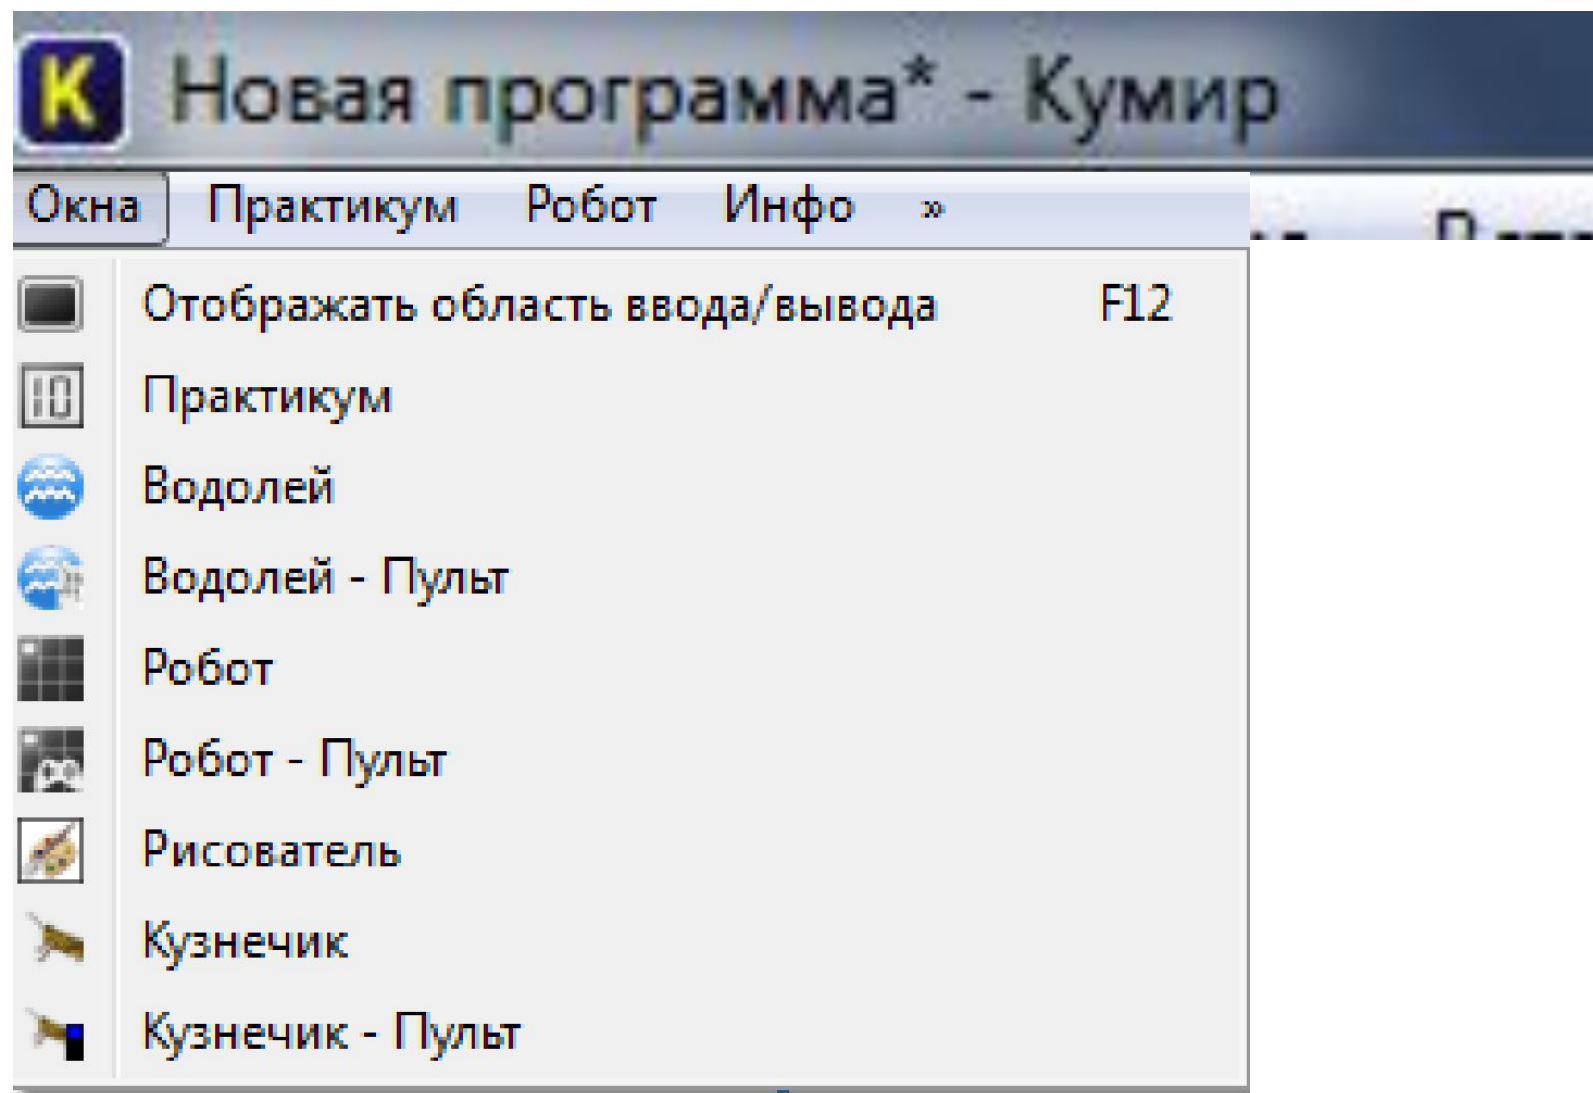 К Новая программа* - Кумир
Окна Практикум Робот Инфо »
Отображать область ввода/вывода F12
Практикум
Водолей
Водолей - Пульт
Робот
Робот - Пульт
Рисователь
Кузнечик
Кузнечик - Пульт